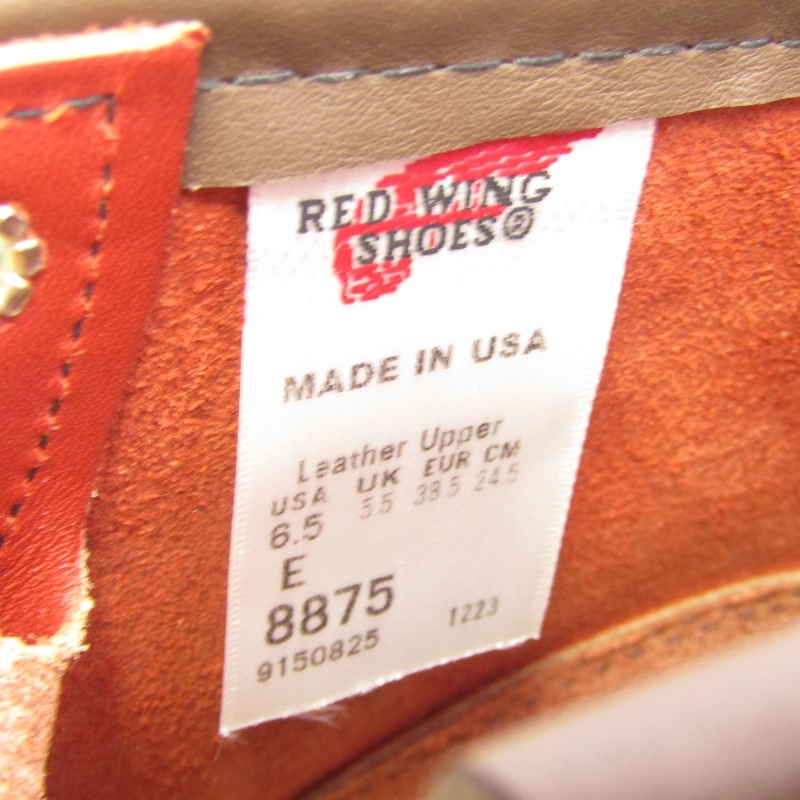 RED WING
SHOES®
MADE IN USA
Leather Upper
USA UK EUR CM
6.5 5.5 38.5 24.5
E
8875
9150825 1223